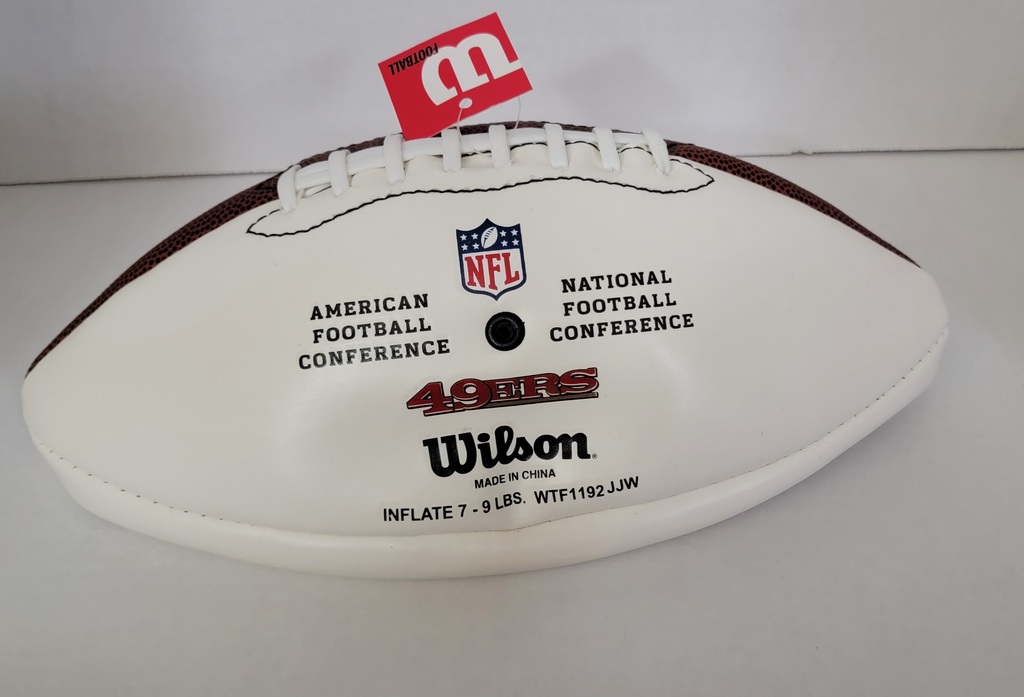 FOOTBALL
NFL
AMERICAN
FOOTBALL
CONFERENCE
NATIONAL
FOOTBALL
CONFERENCE
49ERS
Wilson
MADE IN CHINA
INFLATE 7 - 9 LBS. WTF1192 JJW